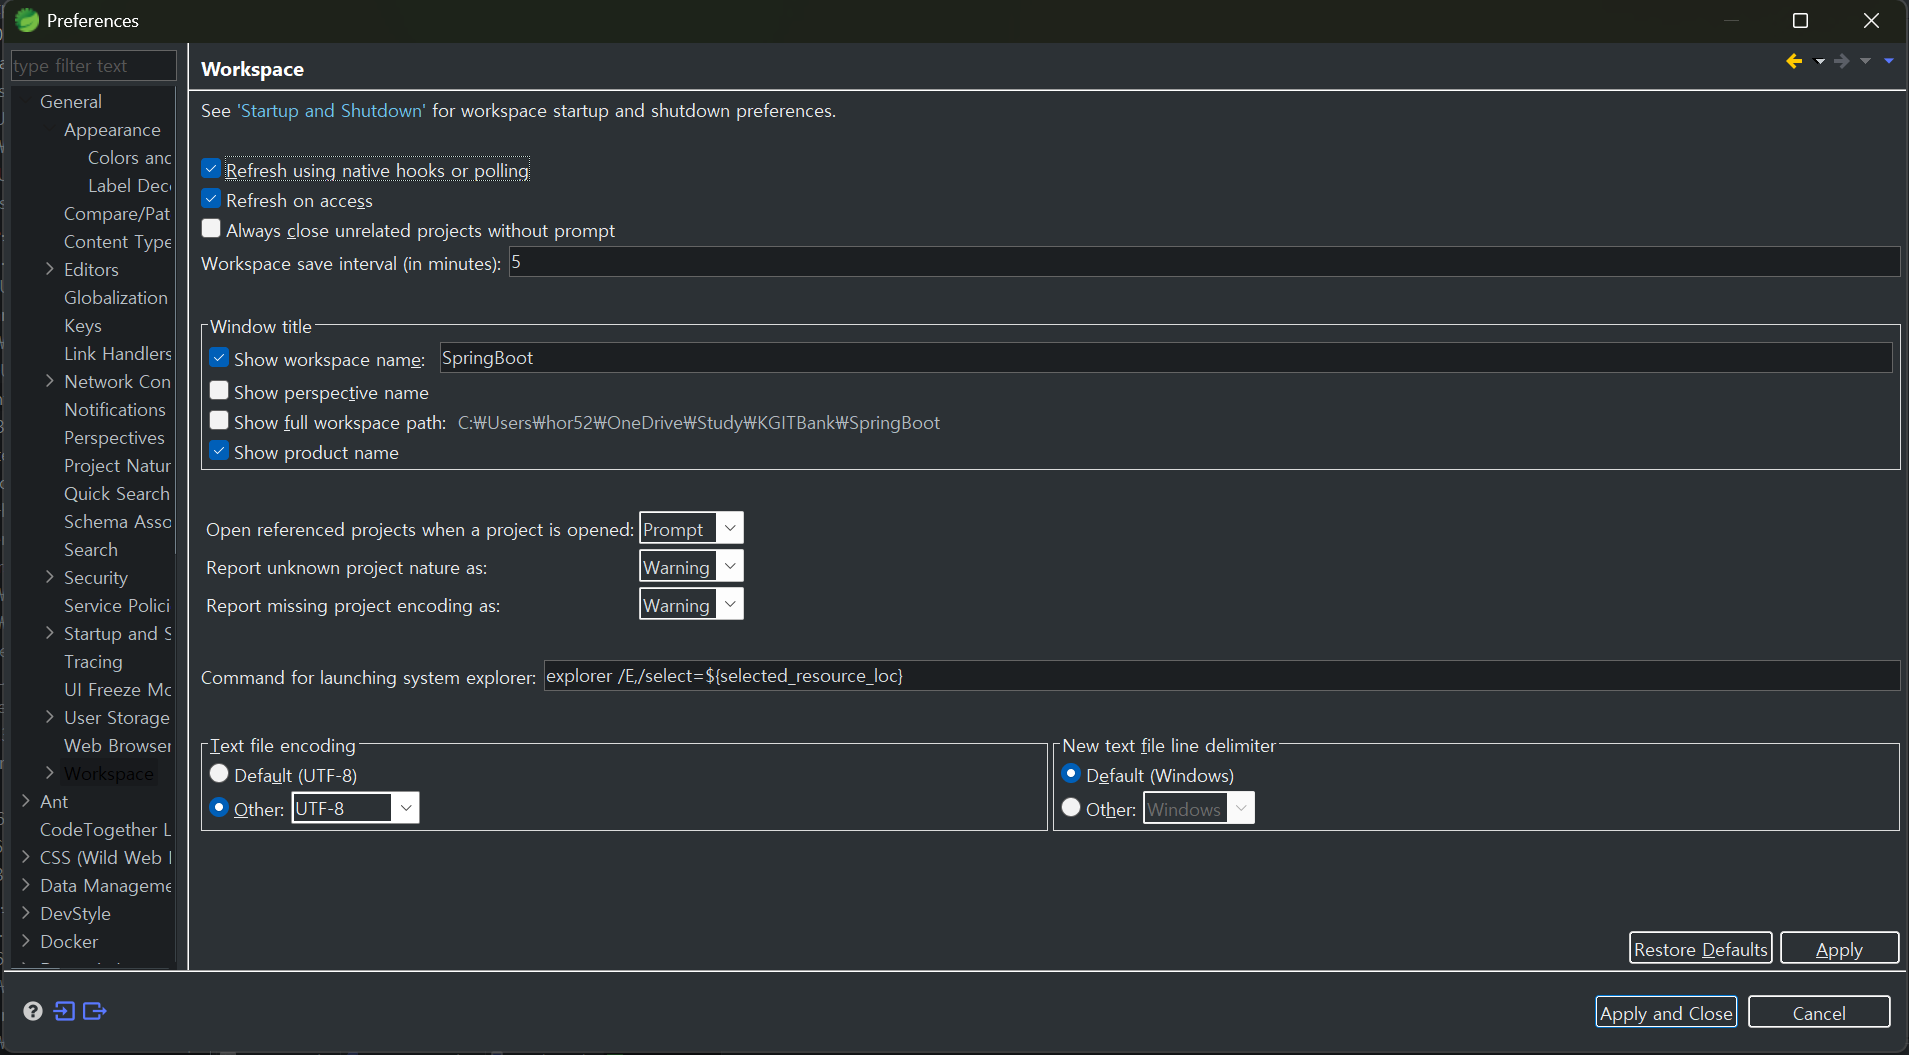 Preferences
type filter text
General
Appearance
Colors and
Label Dec
Compare/Pat
Content Type
Editors
Globalization
Keys
Link Handlers
Network Con
Notifications
Perspectives
Project Natur
Quick Search
Schema Asso
Search
Security
Service Polici
Startup and S
Tracing
UI Freeze Mo
User Storage
Web Browser
Workspace
Ant
CodeTogether L
CSS (Wild Web
Data Manageme
DevStyle
Docker
Workspace
See 'Startup and Shutdown' for workspace startup and shutdown preferences.
Refresh using native hooks or polling
Refresh on access
Always close unrelated projects without prompt
Workspace save interval (in minutes): 5
Window title
Show workspace name: SpringBoot
Show perspective name
Show full workspace path: C:₩Users₩hor52₩OneDrive₩Study₩KGITBank₩SpringBoot
Show product name
Open referenced projects when a project is opened: Prompt
Report unknown project nature as: Warning
Report missing project encoding as: Warning
Command for launching system explorer: explorer /E,/select=${selected_resource_loc}
Text file encoding
Default (UTF-8)
Other: UTF-8
New text file line delimiter
Default (Windows)
Other: Windows
Restore Defaults Apply
Apply and Close Cancel